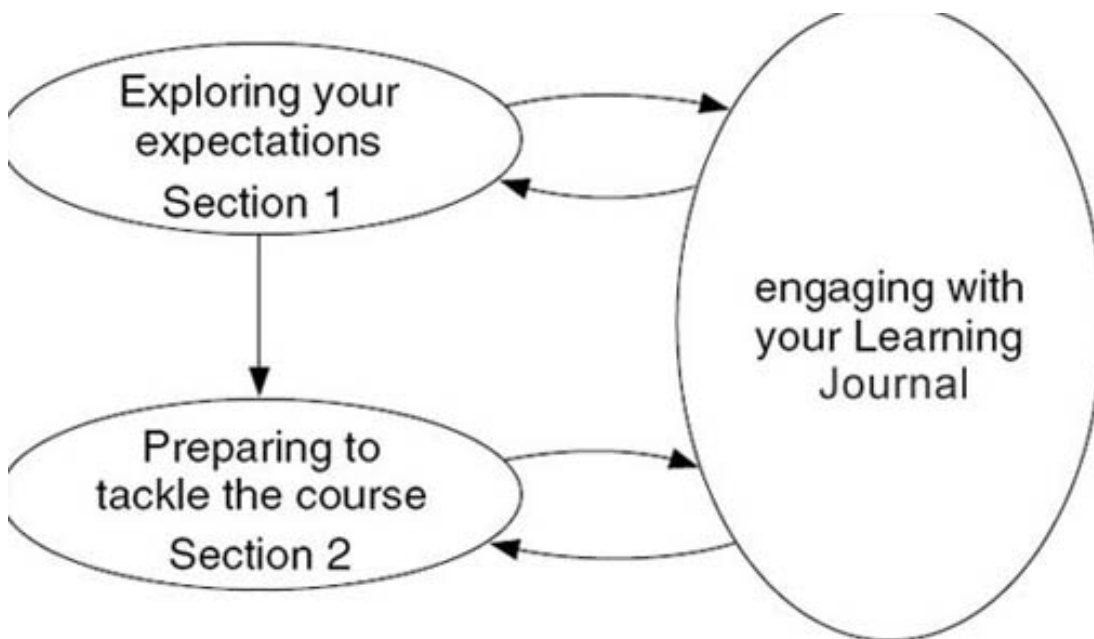 Exploring your
expectations
Section 1
engaging with
your Learning
Journal
Preparing to
tackle the course
Section 2